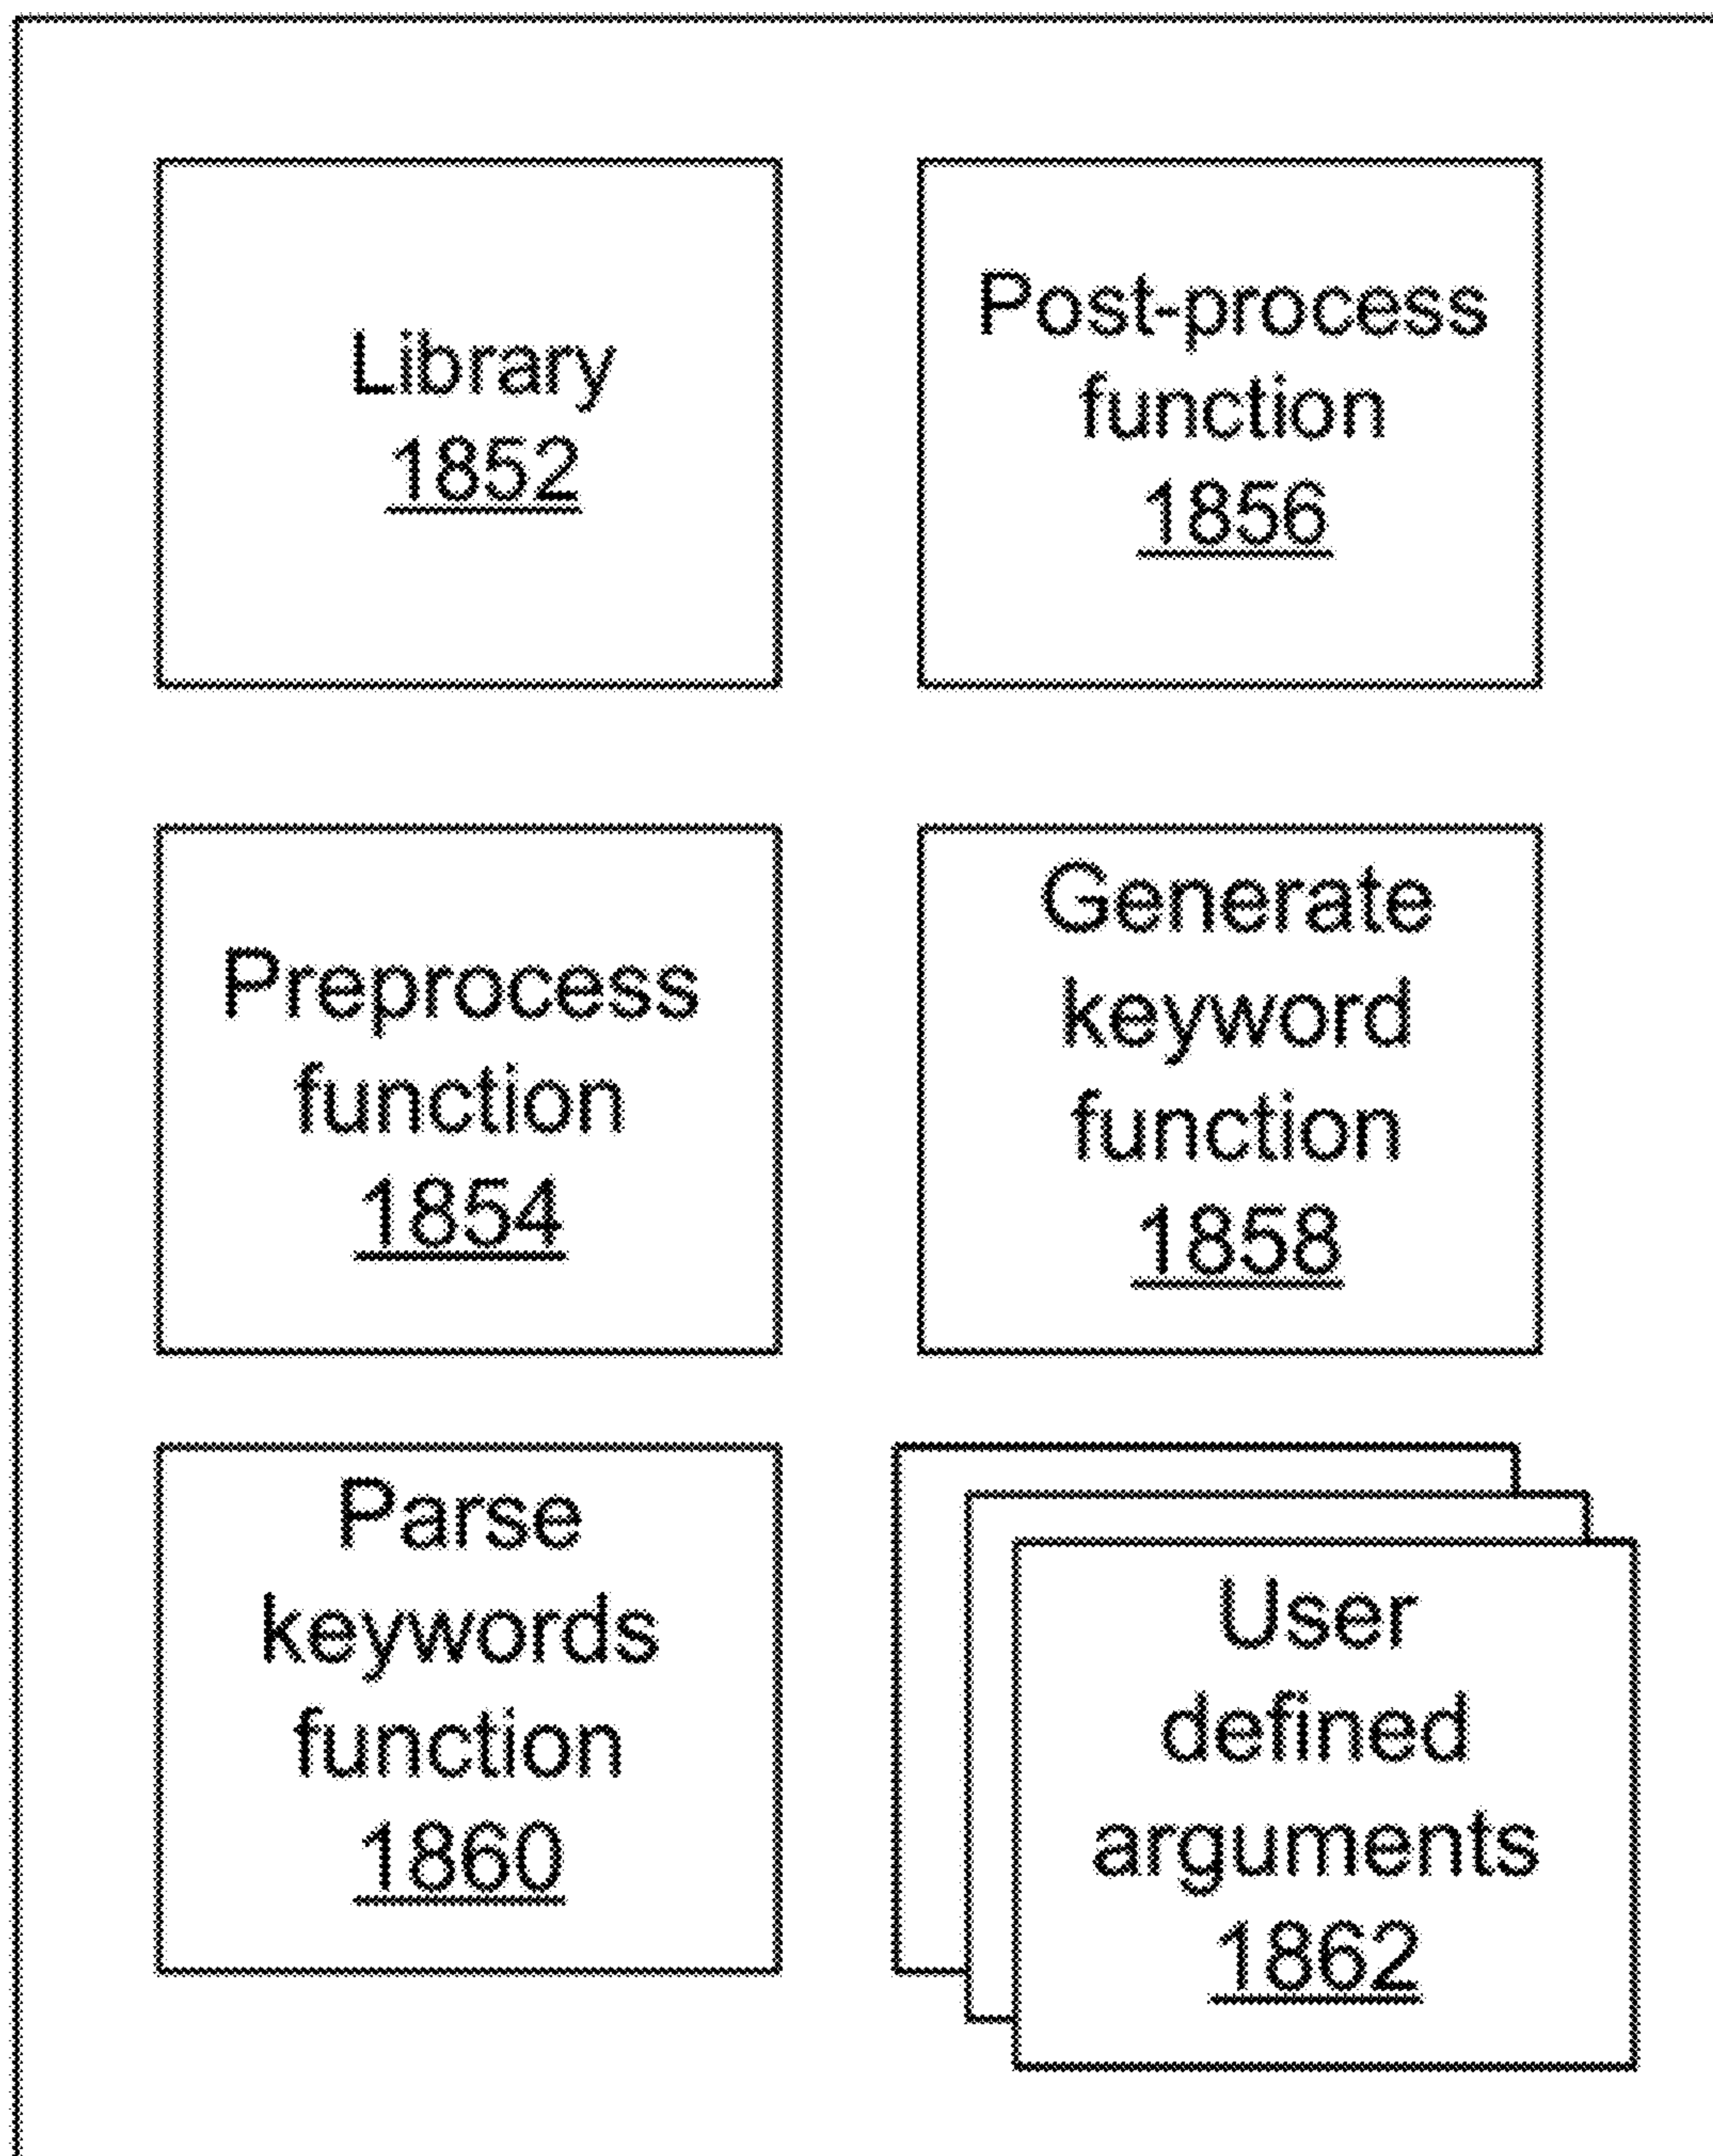 Library
1852
Post-process
function
1856
Preprocess
function
1854
Generate
keyword
function
1858
Parse
keywords
function
1860
User
defined
arguments
1862